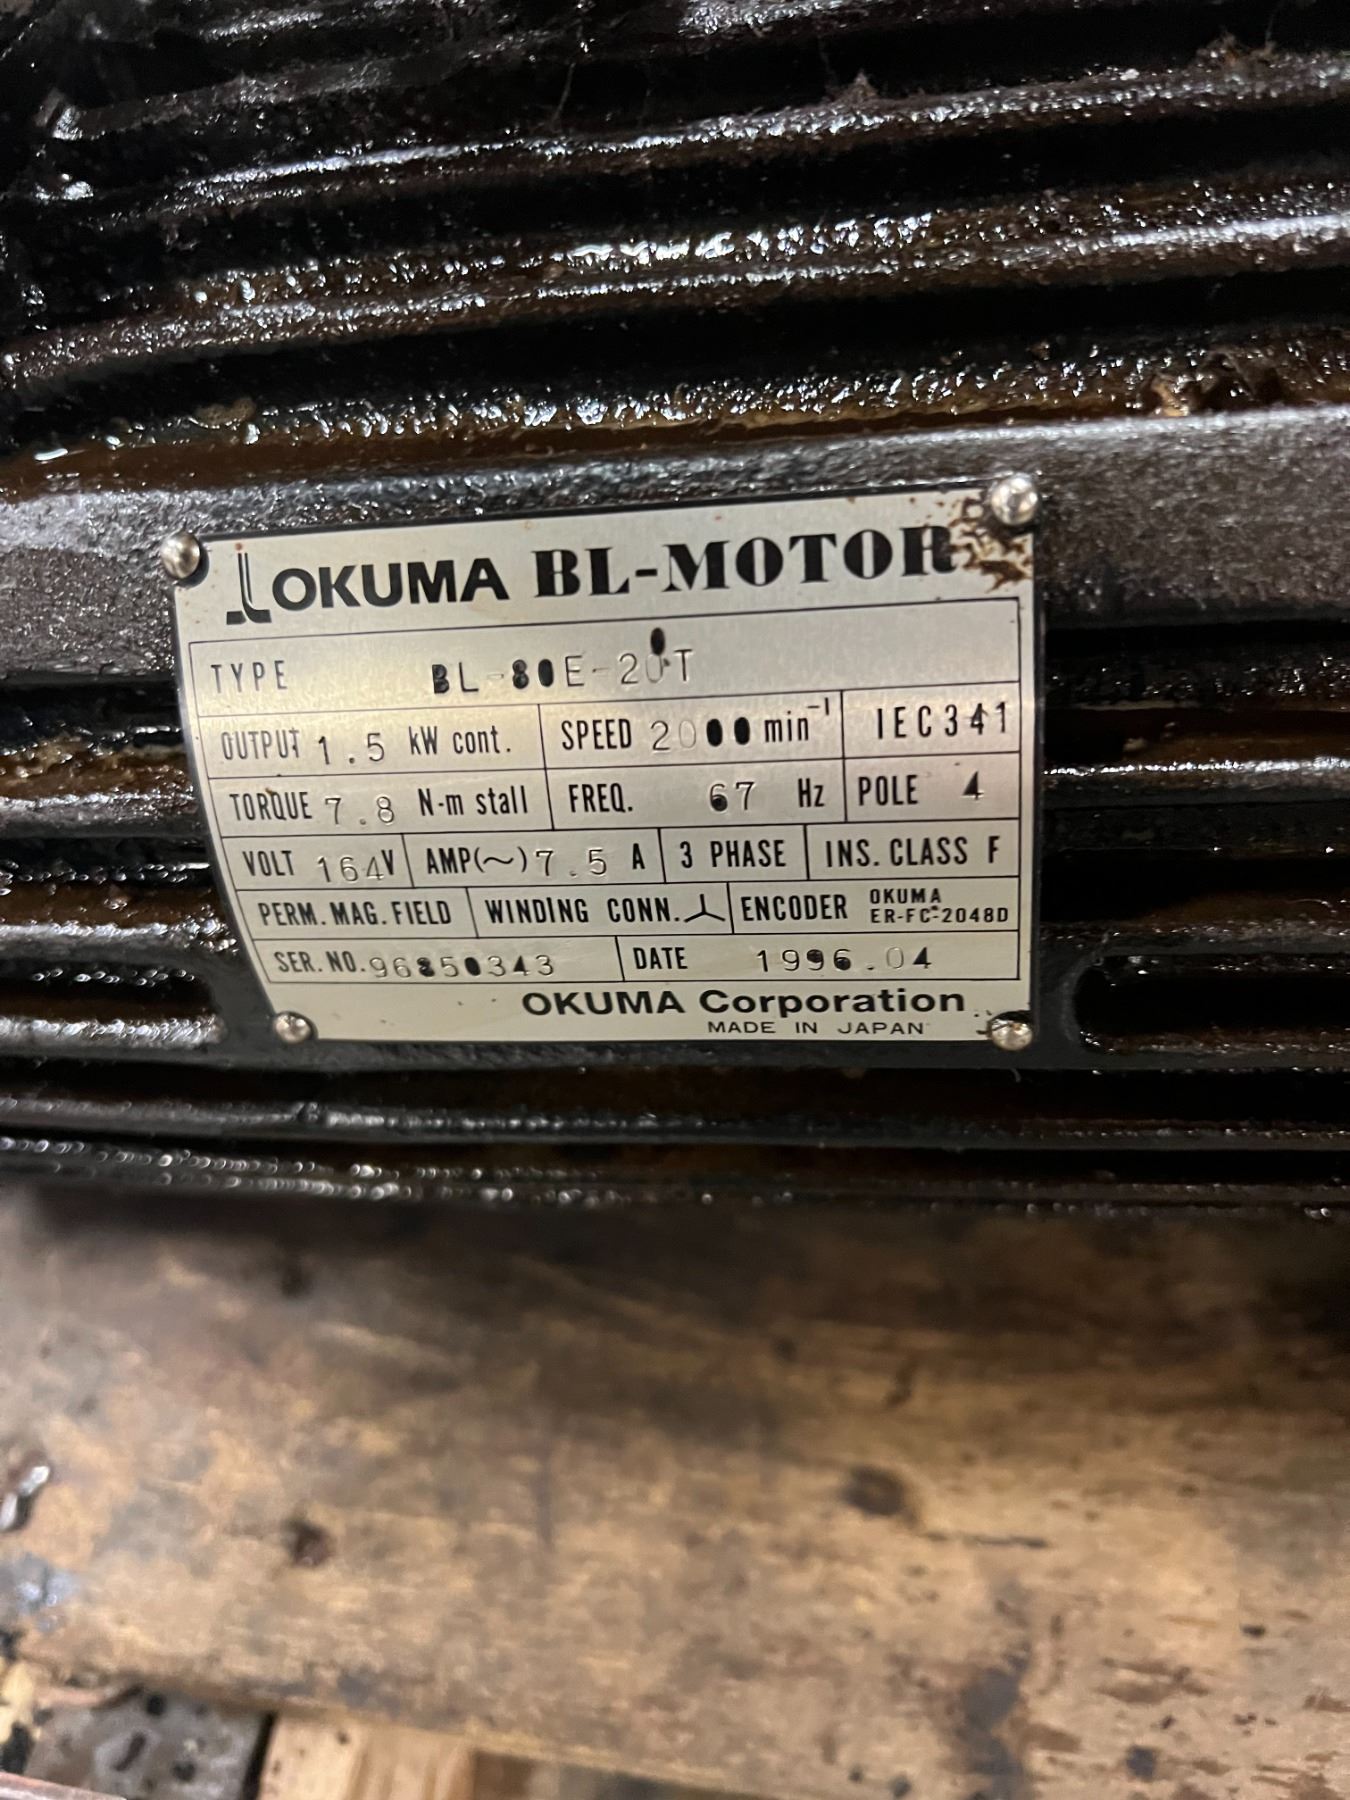 OKUMA BL-MOTOR
TYPE BL-80E-20T
OUTPUT 1.5 kW cont. SPEED 2000 min⁻¹ IEC341
TORQUE 7.8 N-m stall FREQ. 67 Hz POLE 4
VOLT 164V AMP(~) 7.5 A 3 PHASE INS. CLASS F
PERM. MAG. FIELD WINDING CONN. ENCODER OKUMA
ER-FC-2048D
SER. NO. 96850343 DATE 1996.04
OKUMA Corporation
MADE IN JAPAN